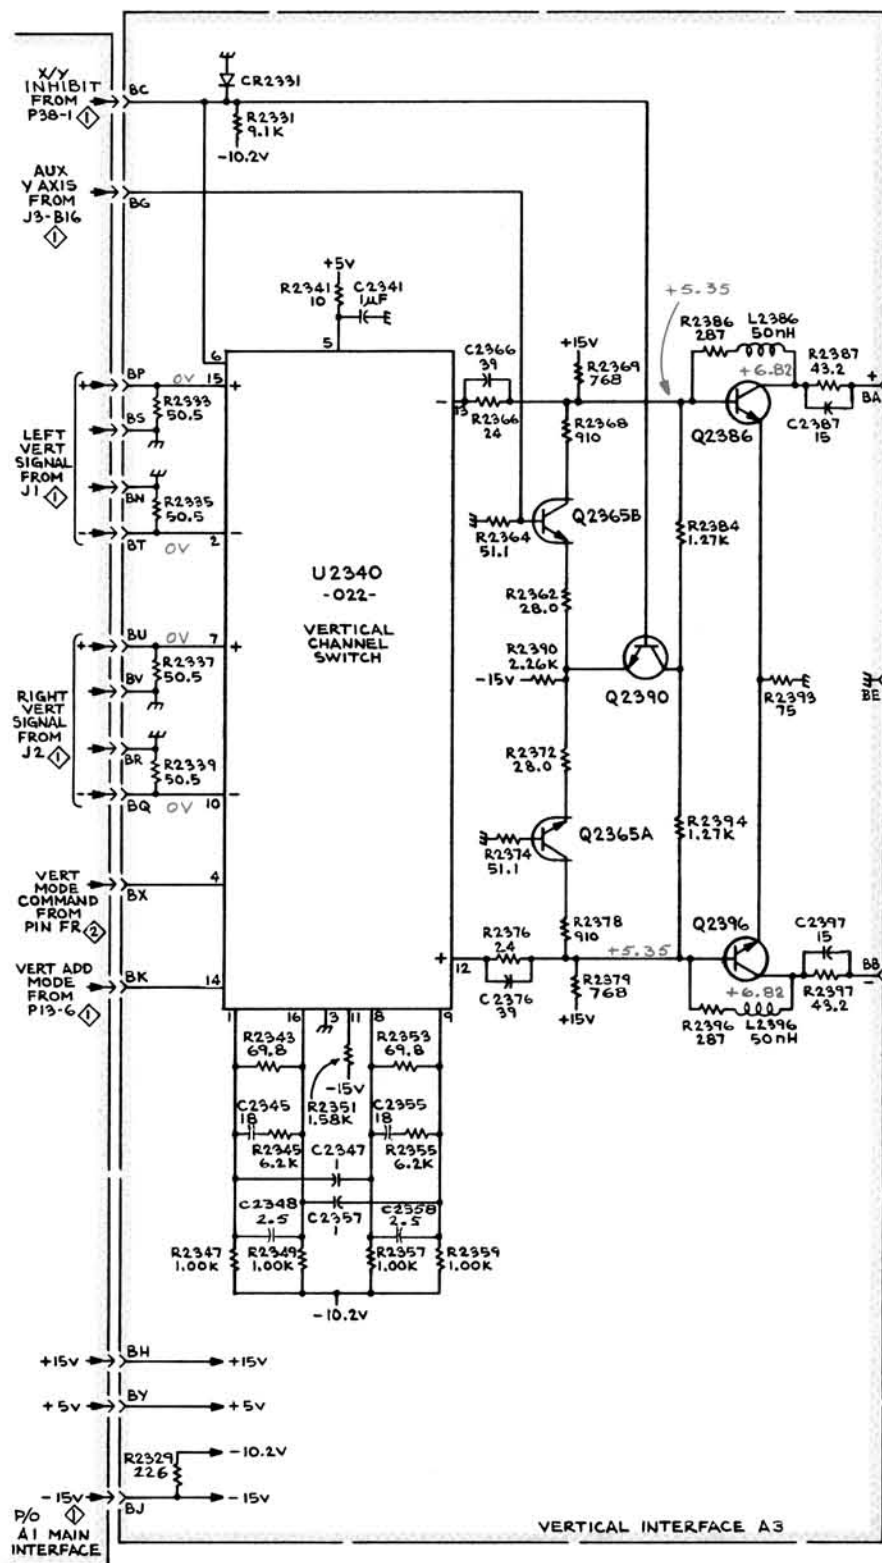 X/Y
INHIBIT
FROM
P38-1 1
BC
CR2331
R2331
9.1K
-10.2V
AUX
Y AXIS
FROM
J3-B16
1
BG
+5V
R2341
10
C2341
1µF
5
6
+5.35
C2366
39
+15V
R2369
768
R2386
287
L2386
50nH
R2387
43.2
+
BA
+6.82
C2387
15
Q2386
+
BP
0V
15
+
R2333
50.5
BS
LEFT
VERT
SIGNAL
FROM
J1 1
BN
R2335
50.5
-
BT
0V
2
-
-
13
R2366
24
R2368
910
Q2365B
R2364
51.1
R2384
1.27K
U2340
-022-
VERTICAL
CHANNEL
SWITCH
R2362
28.0
R2390
2.26K
-15V
Q2390
R2393
75
BE
+
BU
0V
7
+
R2337
50.5
BV
RIGHT
VERT
SIGNAL
FROM
J2 1
BR
R2339
50.5
-
BQ
0V
10
-
R2372
28.0
Q2365A
R2374
51.1
R2394
1.27K
VERT
MODE
COMMAND
FROM
PIN FR 2
BX
4
VERT ADD
MODE
FROM
P13-6 1
BK
14
+
12
R2376
24
C2376
39
R2378
910
+5.35
R2379
768
+15V
Q2396
C2397
15
BB
-
+6.82
R2397
43.2
R2396
287
L2396
50nH
1
16
3
11
8
9
R2343
69.8
R2353
69.8
-15V
R2351
1.58K
C2345
18
R2345
6.2K
C2355
18
R2355
6.2K
C2347
1
C2348
2.5
C2357
1
C2358
2.5
R2347
1.00K
R2349
1.00K
R2357
1.00K
R2359
1.00K
-10.2V
+15V
BH
+15V
+5V
BY
+5V
R2329
226
-10.2V
-15V
BJ
-15V
P/O 1
A1 MAIN
INTERFACE
VERTICAL INTERFACE A3